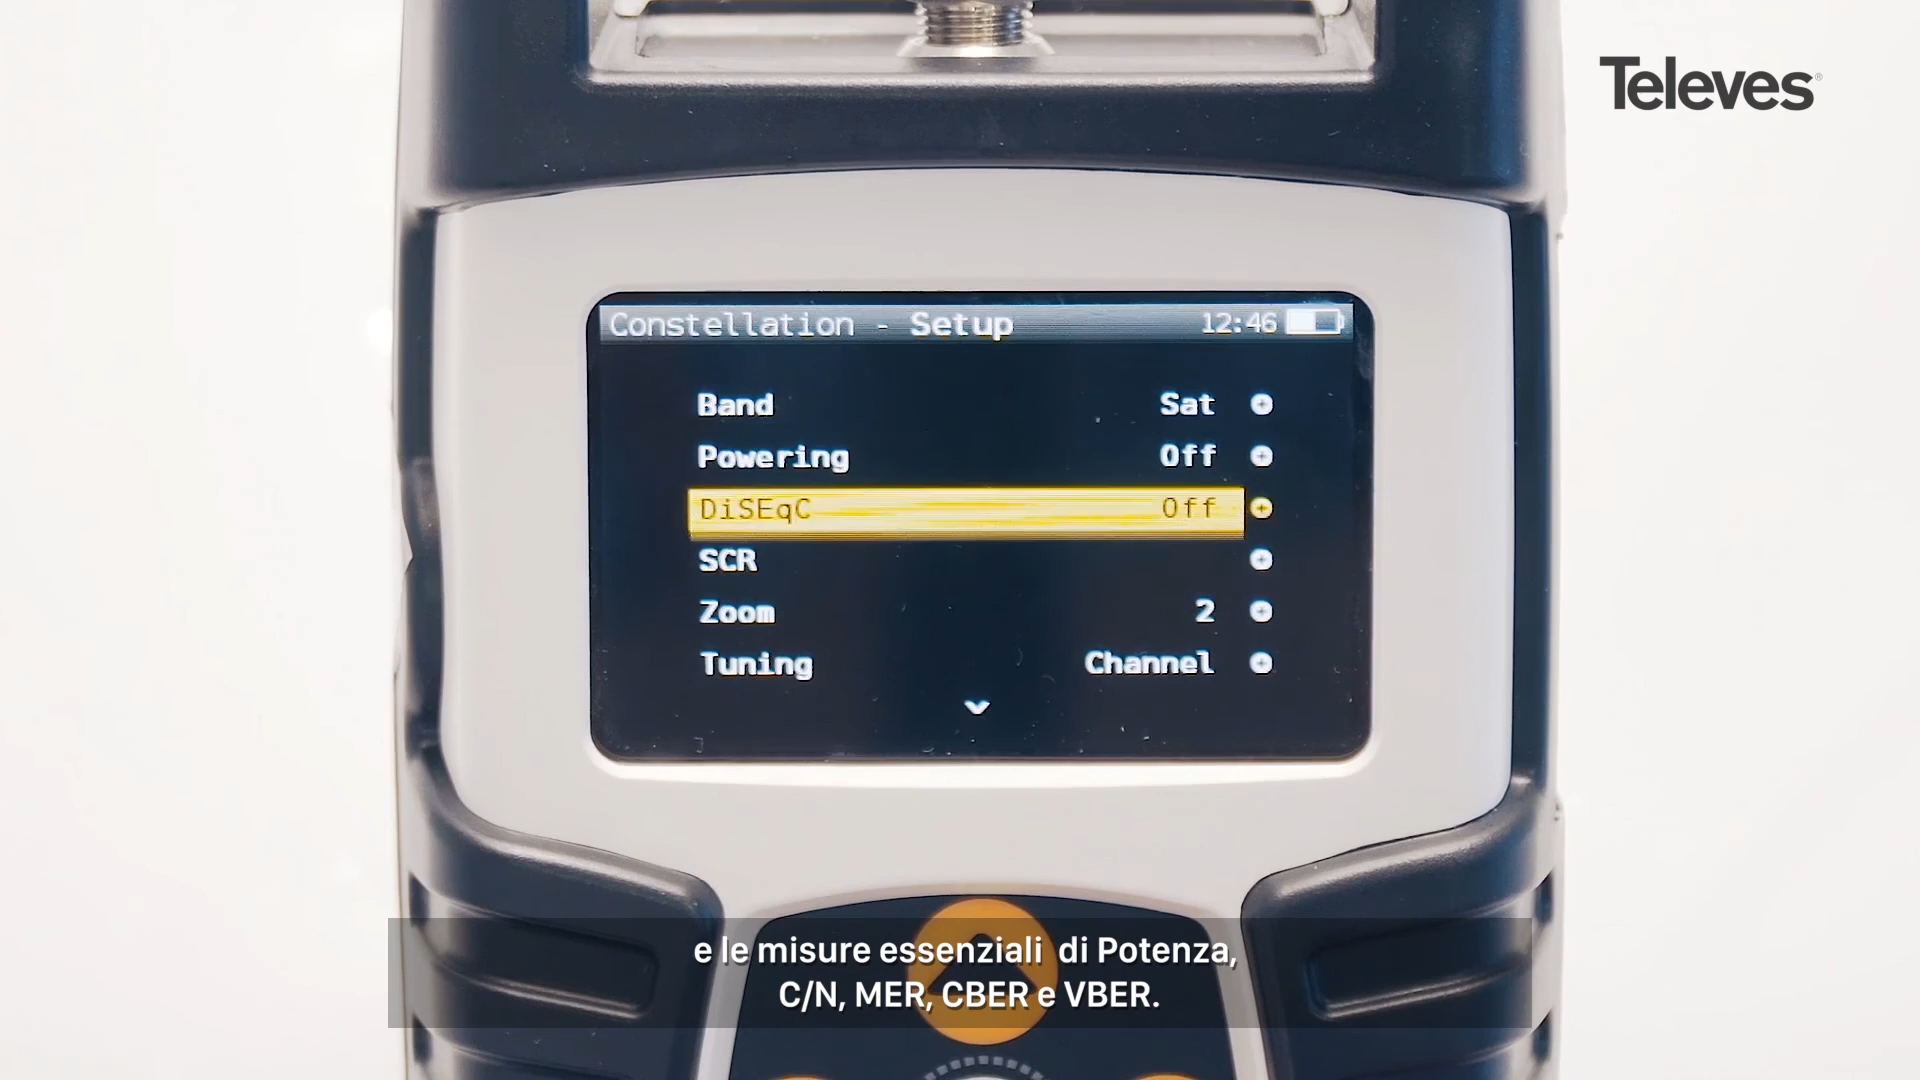 Televes
Constellation - Setup 12:46
Band Sat
Powering Off
DiSEqC Off
SCR
Zoom 2
Tuning Channel
e le misure essenziali di Potenza,
C/N, MER, CBER e VBER.